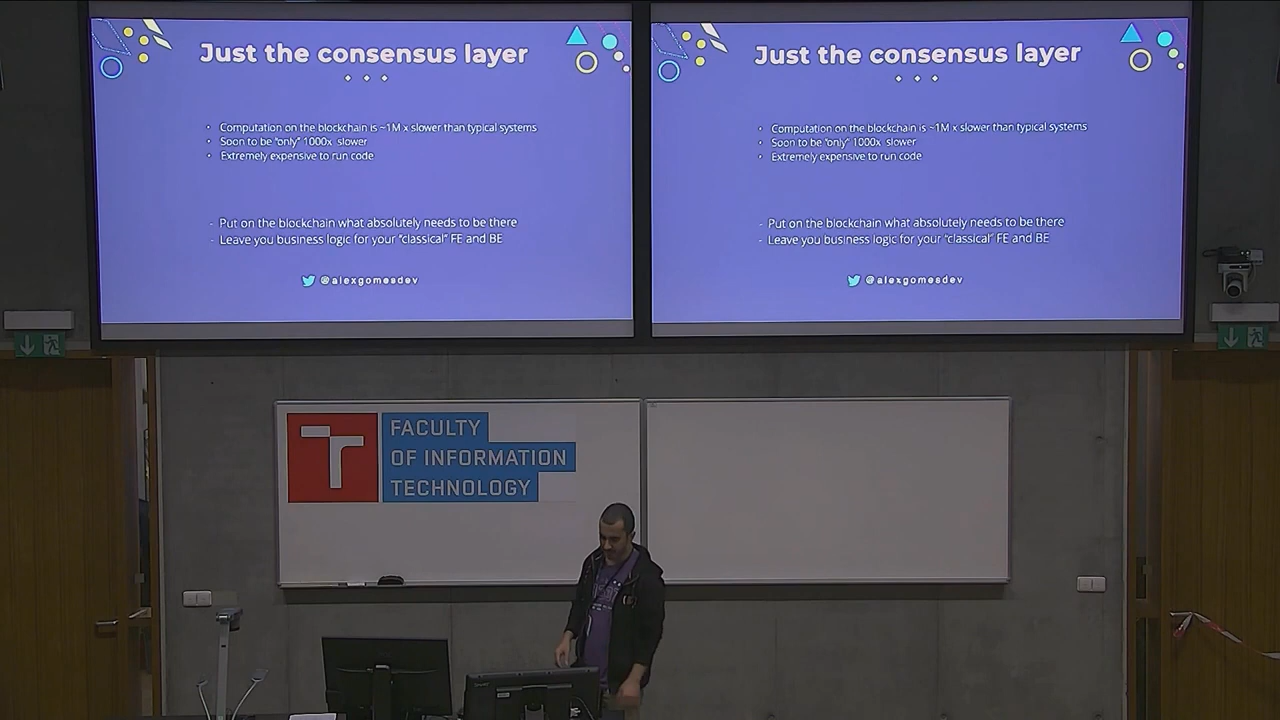 Just the consensus layer
Computation on the blockchain is ~1M x slower than typical systems
Soon to be "only" 1000x slower
Extremely expensive to run code
- Put on the blockchain what absolutely needs to be there
- Leave you business logic for your "classical" FE and BE
@alexgomesdev
Just the consensus layer
Computation on the blockchain is ~1M x slower than typical systems
Soon to be "only" 1000x slower
Extremely expensive to run code
- Put on the blockchain what absolutely needs to be there
- Leave you business logic for your "classical" FE and BE
@alexgomesdev
T
FACULTY
OF INFORMATION
TECHNOLOGY